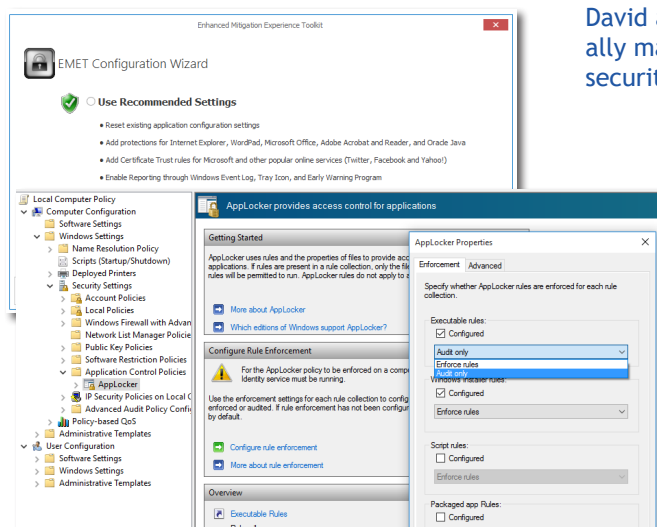 Enhanced Mitigation Experience Toolkit
EMET Configuration Wizard
Use Recommended Settings
• Reset existing application configuration settings
• Add protections for Internet Explorer, WordPad, Microsoft Office, Adobe Acrobat and Reader, and Oracle Java
• Add Certificate Trust rules for Microsoft and other popular online services (Twitter, Facebook and Yahoo!)
• Enable Reporting through Windows Event Log, Tray Icon, and Early Warning Program
David
ally
securit
Local Computer Policy
Computer Configuration
Software Settings
Windows Settings
Name Resolution Policy
Scripts (Startup/Shutdown)
Deployed Printers
Security Settings
Account Policies
Local Policies
Windows Firewall with Advan
Network List Manager Policie
Public Key Policies
Software Restriction Policies
Application Control Policies
AppLocker
IP Security Policies on Local C
Advanced Audit Policy Config
Policy-based QoS
Administrative Templates
User Configuration
Software Settings
Windows Settings
Administrative Templates
AppLocker provides access control for applications
Getting Started
AppLocker uses rules and the properties of files to provide acc
applications. If rules are present in a rule collection, only the file
rules will be permitted to run. AppLocker rules do not apply to a
More about AppLocker
Which editions of Windows support AppLocker?
Configure Rule Enforcement
For the AppLocker policy to be enforced on a comp
Identity service must be running.
Use the enforcement settings for each rule collection to config
enforced or audited. If rule enforcement has not been configur
by default.
Configure rule enforcement
More about rule enforcement
Overview
Executable Rules
AppLocker Properties
Enforcement Advanced
Specify whether AppLocker rules are enforced for each rule
collection.
Executable rules:
Configured
Audit only
Enforce rules
Audit only
Windows Installer rules:
Configured
Enforce rules
Script rules:
Configured
Enforce rules
Packaged app Rules:
Configured